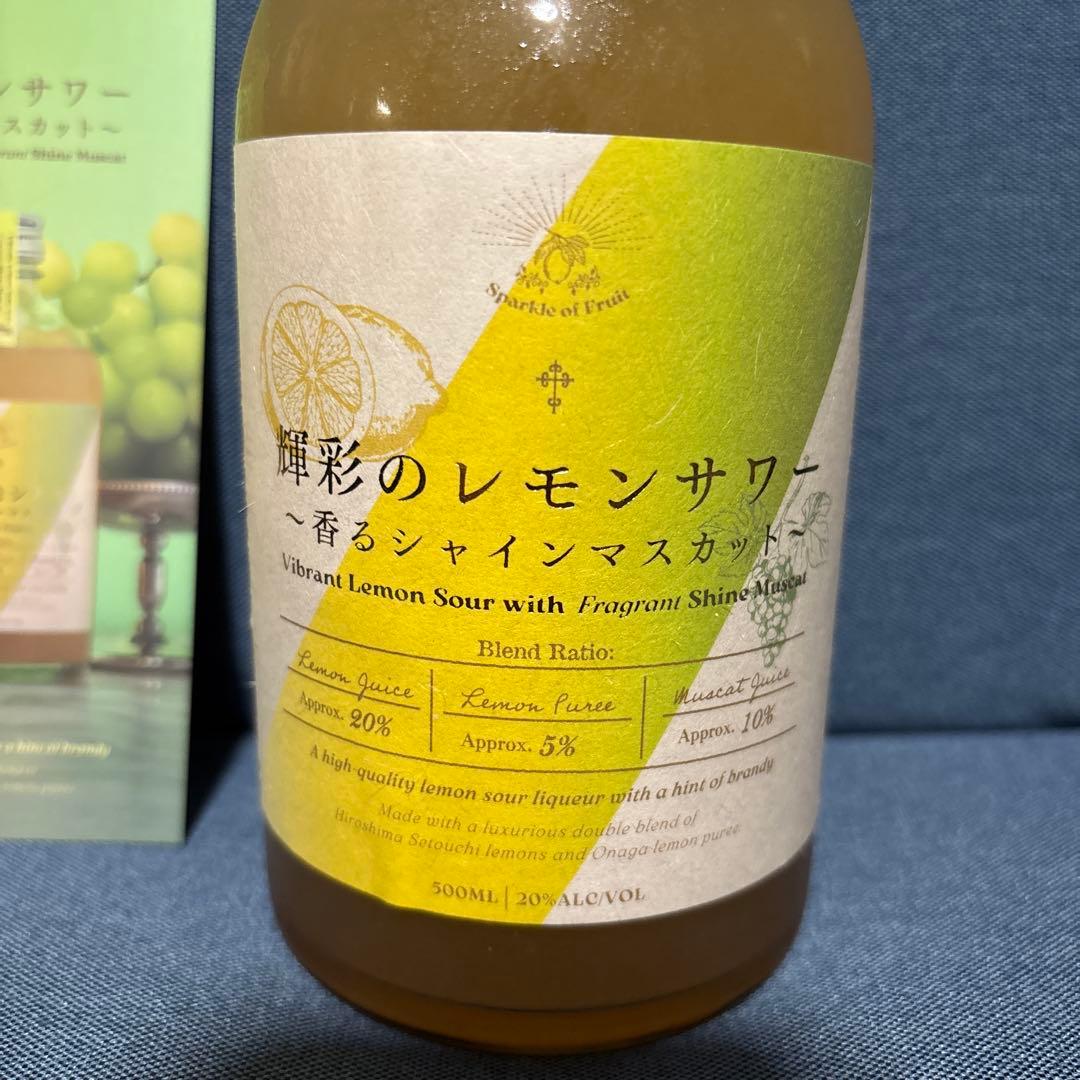 ンサワー
スカット～
Shine Muscat
a hint of brandy
Sparkle of Fruit
輝彩のレモンサワー
～香るシャインマスカット～
Vibrant Lemon Sour with Fragrant Shine Muscat
Blend Ratio:
Lemon Juice
Approx. 20%
Lemon Puree
Approx. 5%
Muscat Juice
Approx. 10%
A high-quality lemon sour liqueur with a hint of brandy
Made with a luxurious double blend of
Hiroshima Setouchi lemons and Onaga lemon puree.
500ML | 20%ALC/VOL